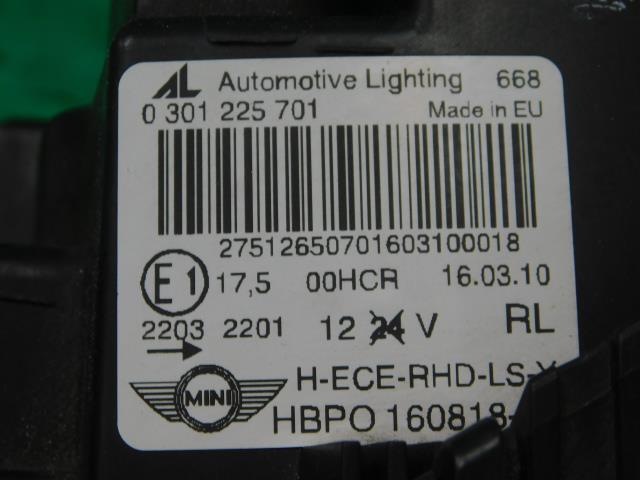 AL Automotive Lighting 668
0 301 225 701 Made in EU
27512650701603100018
E1 17,5 00HCR 16.03.10
2203 2201 12 24 V RL
H-ECE-RHD-LS-
MINI
HBPO 160818-